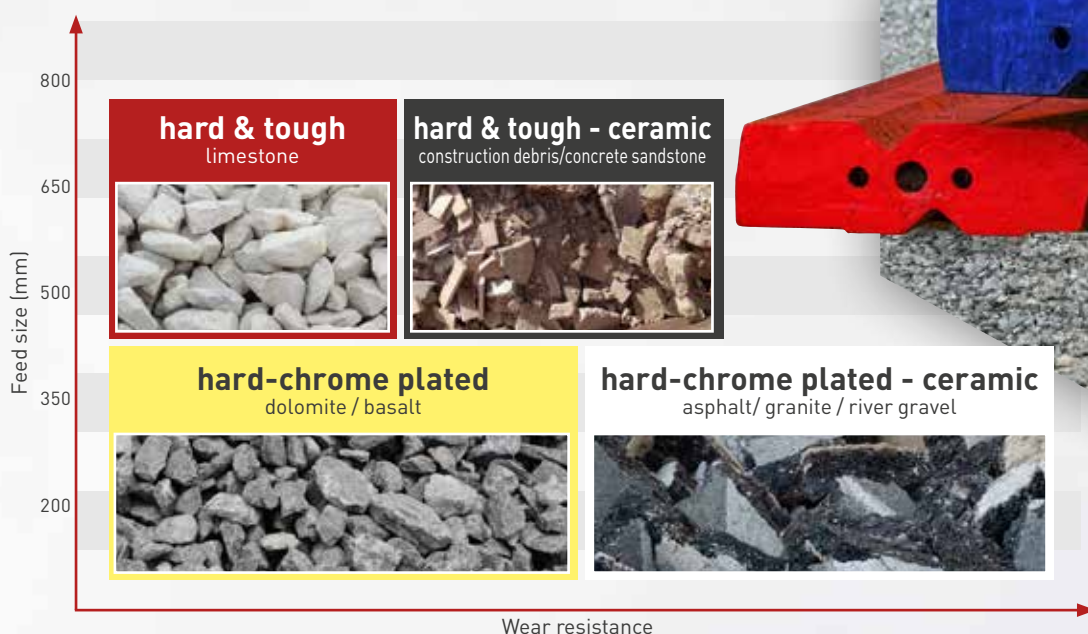 800
650
500
350
200
Feed size (mm)
hard & tough
limestone
hard & tough - ceramic
construction debris/concrete sandstone
hard-chrome plated
dolomite / basalt
hard-chrome plated - ceramic
asphalt/ granite / river gravel
Wear resistance